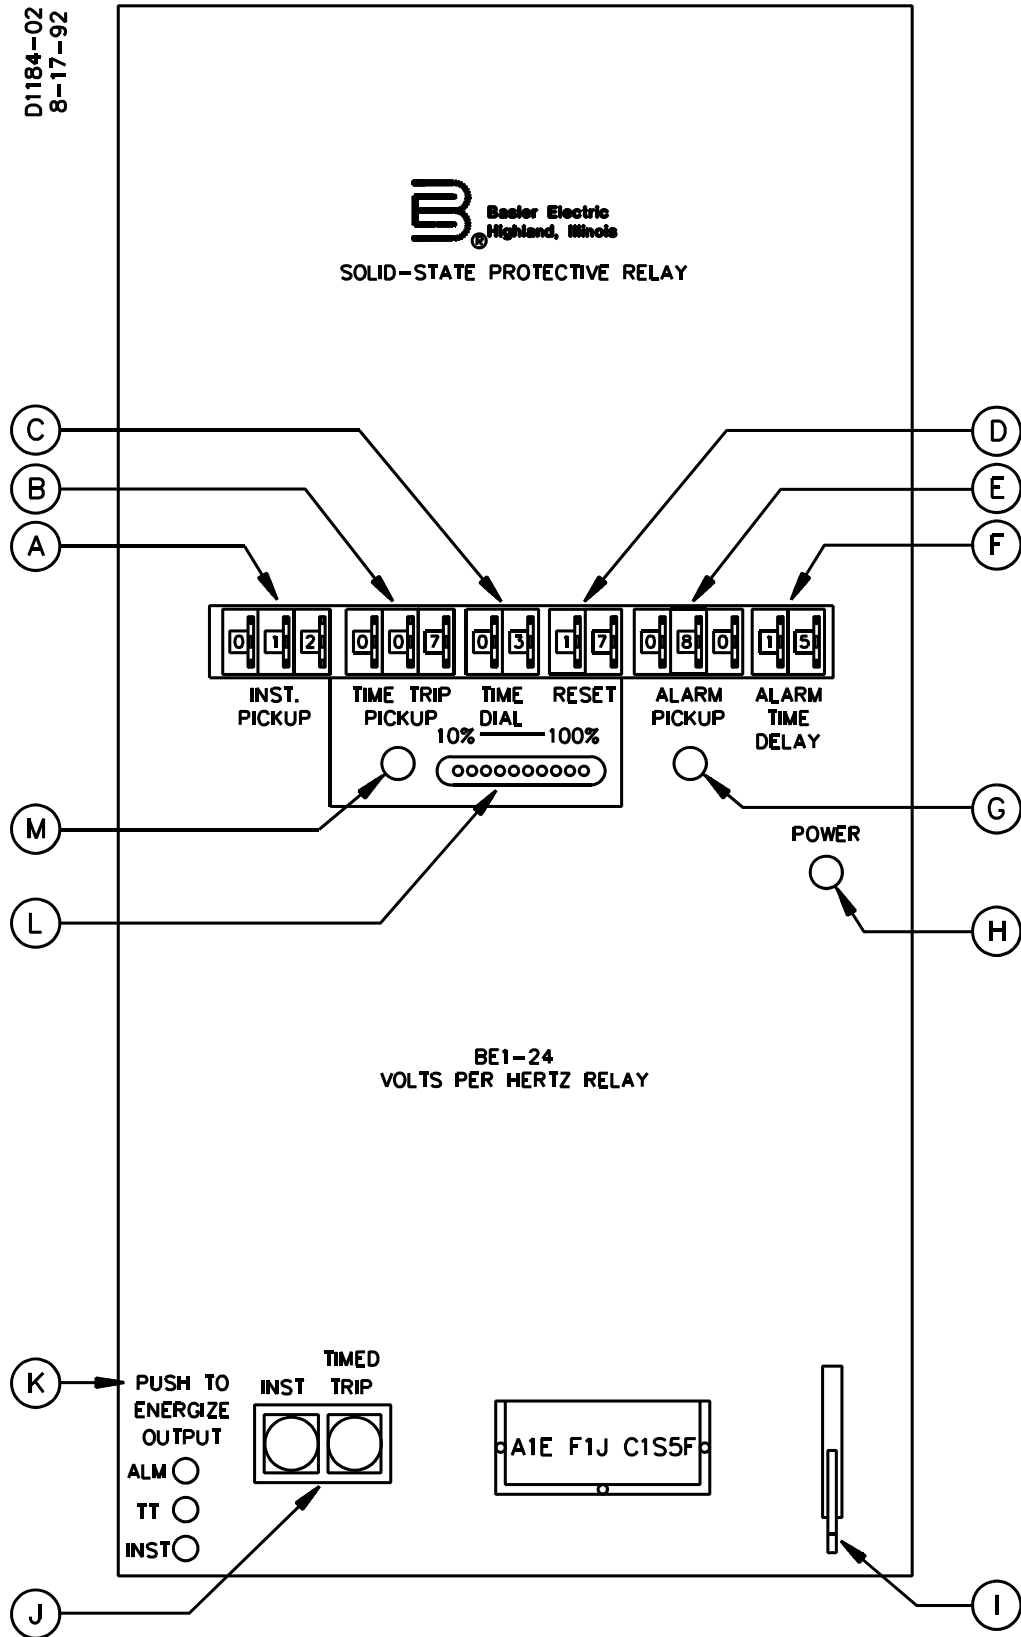 D1184-02
8-17-92
B®
Basler Electric
Highland, Illinois
SOLID-STATE PROTECTIVE RELAY
C
D
B
E
A
F
0 1 2 0 0 7 0 3 1 7 0 8 0 1 5
INST. PICKUP
TIME TRIP PICKUP
TIME DIAL
RESET
ALARM PICKUP
ALARM TIME DELAY
10% 100%
M
G
POWER
L
H
BE1-24
VOLTS PER HERTZ RELAY
K
PUSH TO
ENERGIZE
OUTPUT
ALM
TT
INST
INST
TIMED
TRIP
A1E F1J C1S5F
J
I